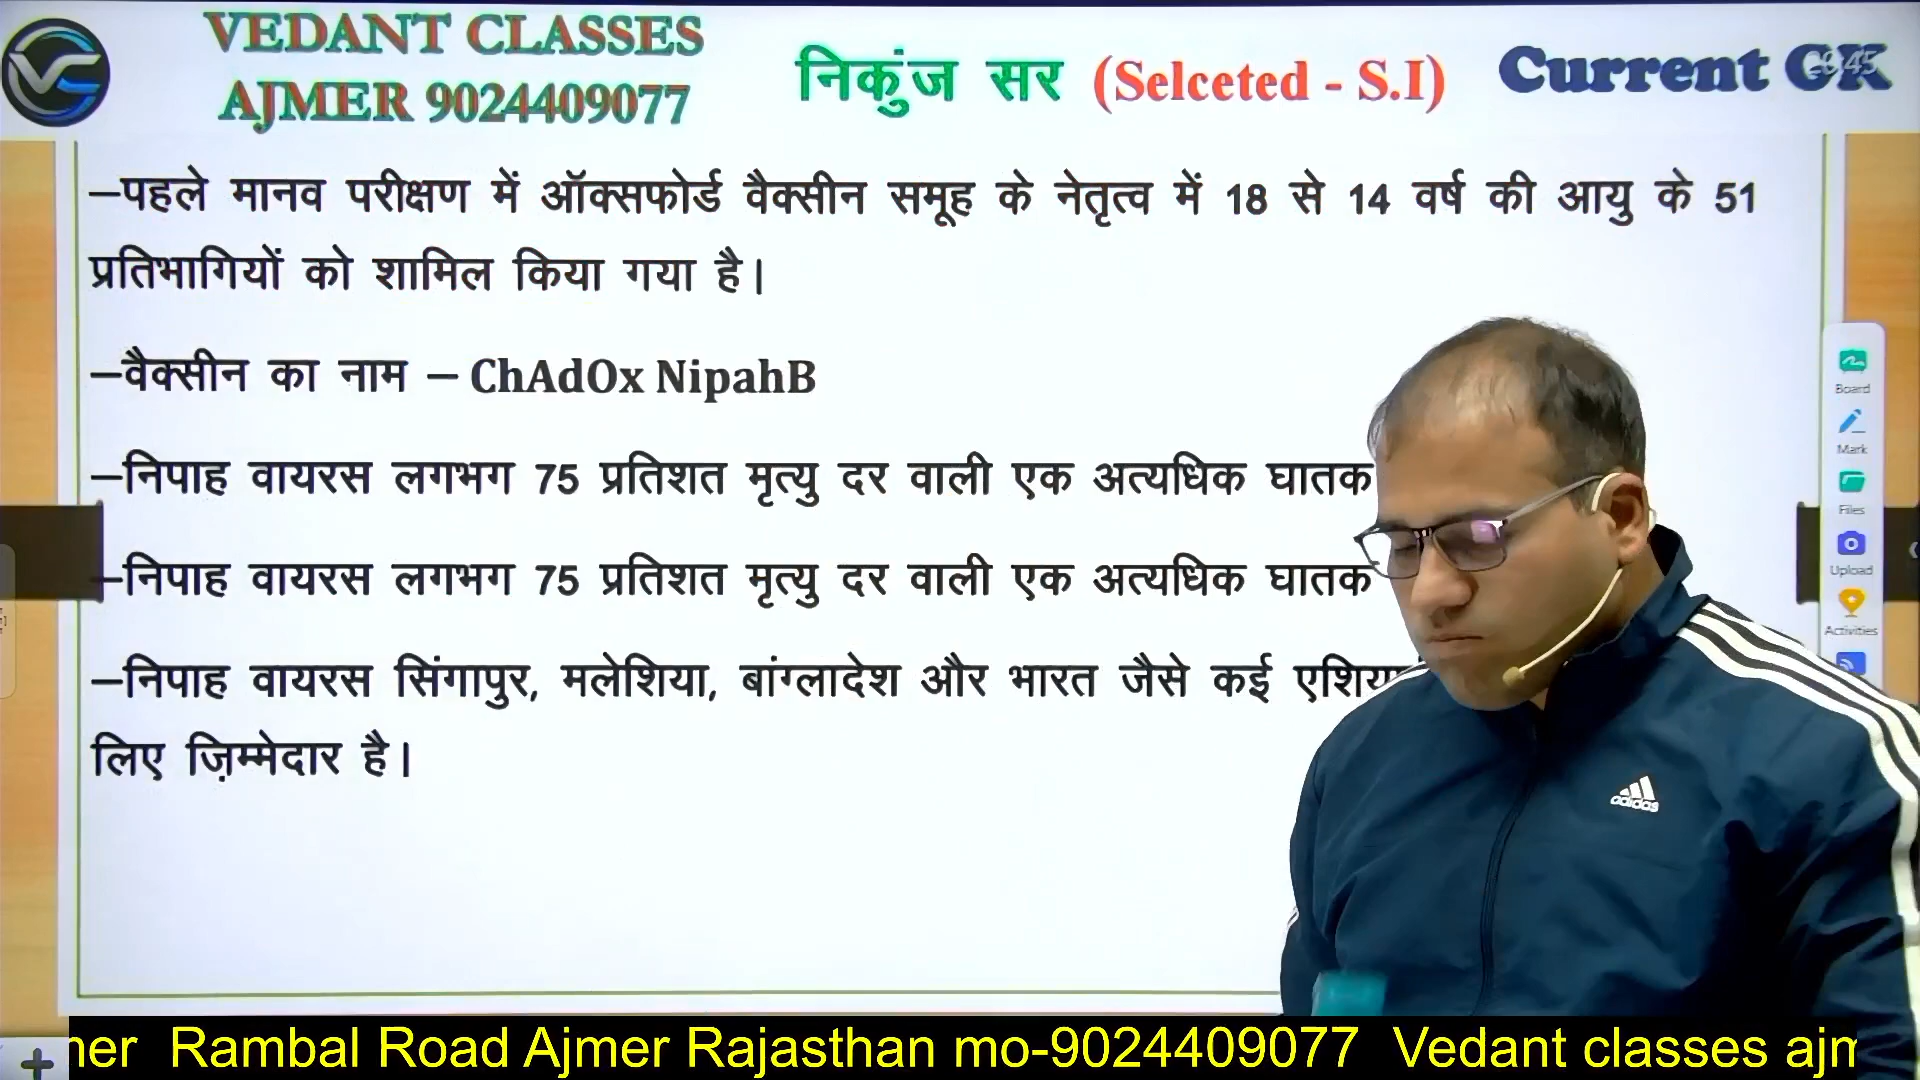 VEDANT CLASSES
AJMER 9024409077
निकुंज सर (Selceted - S.I)
Current GK
–पहले मानव परीक्षण में ऑक्सफोर्ड वैक्सीन समूह के नेतृत्व में 18 से 14 वर्ष की आयु के 51
प्रतिभागियों को शामिल किया गया है।
–वैक्सीन का नाम – ChAdOx NipahB
–निपाह वायरस लगभग 75 प्रतिशत मृत्यु दर वाली एक अत्यधिक घातक
–निपाह वायरस लगभग 75 प्रतिशत मृत्यु दर वाली एक अत्यधिक घातक
–निपाह वायरस सिंगापुर, मलेशिया, बांग्लादेश और भारत जैसे कई
लिए ज़िम्मेदार है।
Board
Mark
Files
Upload
Activities
adidas
Rambal Road Ajmer Rajasthan mo-9024409077 Vedant classes